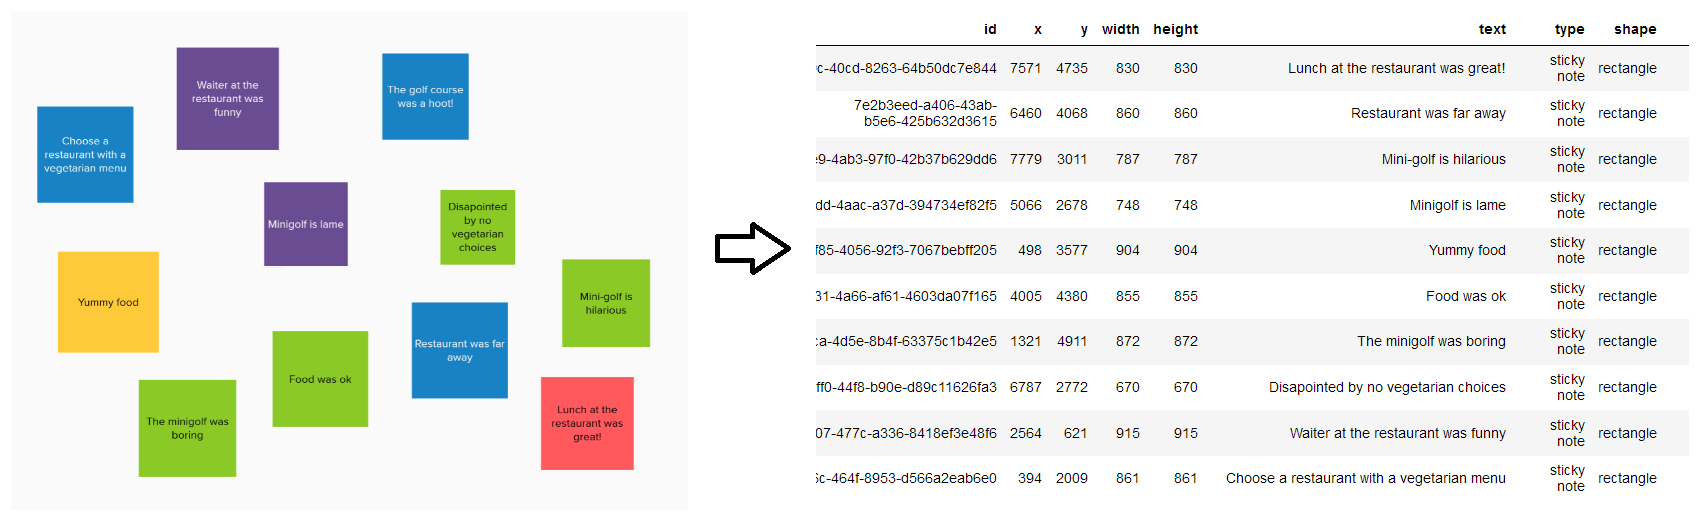 Waiter at the
restaurant was
funny
The golf course
was a hoot!
Choose a
restaurant with a
vegetarian menu
Minigolf is lame
Disapointed
by no
vegetarian
choices
Yummy food
Mini-golf is
hilarious
Restaurant was far
away
Food was ok
The minigolf was
boring
Lunch at the
restaurant was
great!
id x y width height text type shape
c-40cd-8263-64b50dc7e844 7571 4735 830 830 Lunch at the restaurant was great! sticky note rectangle
7e2b3eed-a406-43ab-
b5e6-425b632d3615 6460 4068 860 860 Restaurant was far away sticky note rectangle
e9-4ab3-97f0-42b37b629dd6 7779 3011 787 787 Mini-golf is hilarious sticky note rectangle
dd-4aac-a37d-394734ef82f5 5066 2678 748 748 Minigolf is lame sticky note rectangle
f85-4056-92f3-7067bebff205 498 3577 904 904 Yummy food sticky note rectangle
31-4a66-af61-4603da07f165 4005 4380 855 855 Food was ok sticky note rectangle
ca-4d5e-8b4f-63375c1b42e5 1321 4911 872 872 The minigolf was boring sticky note rectangle
ff0-44f8-b90e-d89c11626fa3 6787 2772 670 670 Disapointed by no vegetarian choices sticky note rectangle
07-477c-a336-8418ef3e48f6 2564 621 915 915 Waiter at the restaurant was funny sticky note rectangle
6c-464f-8953-d566a2eab6e0 394 2009 861 861 Choose a restaurant with a vegetarian menu sticky note rectangle